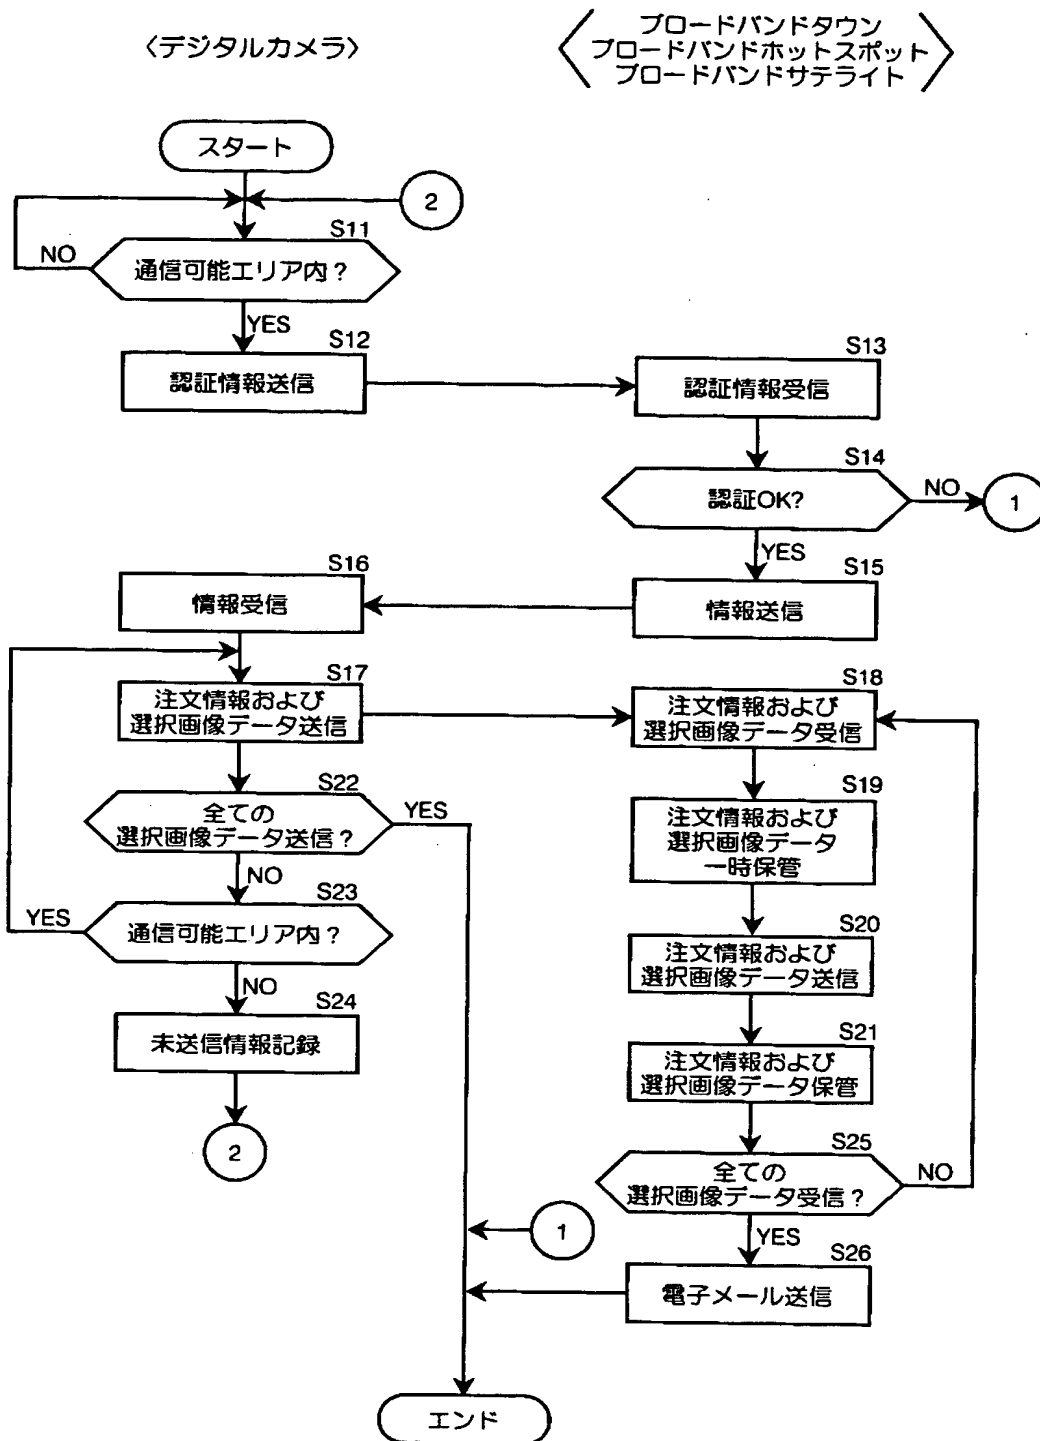 〈デジタルカメラ〉
ブロードバンドタウン
ブロードバンドホットスポット
ブロードバンドサテライト
スタート
2
S11
通信可能エリア内？
NO
YES
S12
認証情報送信
S13
認証情報受信
S14
認証OK?
NO
1
YES
S15
情報送信
S16
情報受信
S17
注文情報および
選択画像データ送信
S18
注文情報および
選択画像データ受信
S19
注文情報および
選択画像データ
一時保管
S22
全ての
選択画像データ送信？
YES
NO
S23
通信可能エリア内？
YES
NO
S20
注文情報および
選択画像データ送信
S24
未送信情報記録
2
S21
注文情報および
選択画像データ保管
S25
全ての
選択画像データ受信？
NO
YES
1
S26
電子メール送信
エンド